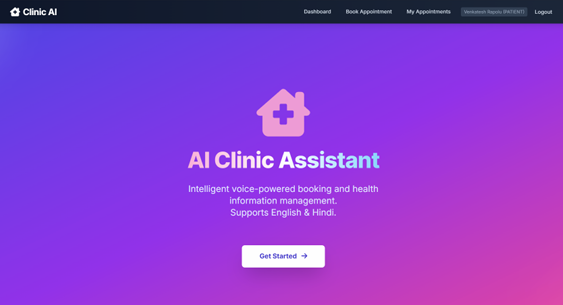 Clinic AI
Dashboard
Book Appointment
My Appointments
Venkatesh Repolu (PATIENT)
Logout
AI Clinic Assistant
Intelligent voice-powered booking and health
information management.
Supports English & Hindi.
Get Started →